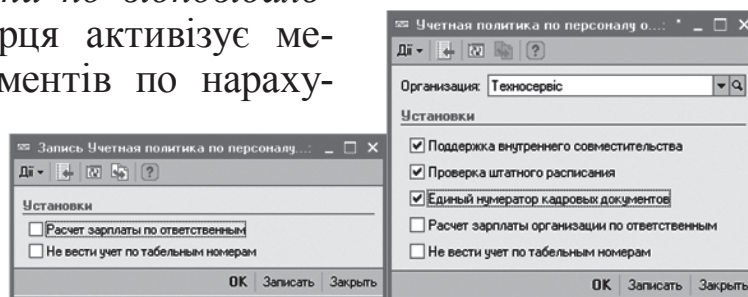 на по відповідало
рця активізує ме-
ментів по нараху-
Запись Учетная политика по персоналу...:
Дії
Установки
Расчет зарплаты по ответственным
Не вести учет по табельным номерам
OK Записать Закрыть
Учетная политика по персоналу о...: *
Дії
Организация: Техносервіс
Установки
Поддержка внутреннего совместительства
Проверка штатного расписания
Единый нумератор кадровых документов
Расчет зарплаты организации по ответственным
Не вести учет по табельным номерам
OK Записать Закрыть